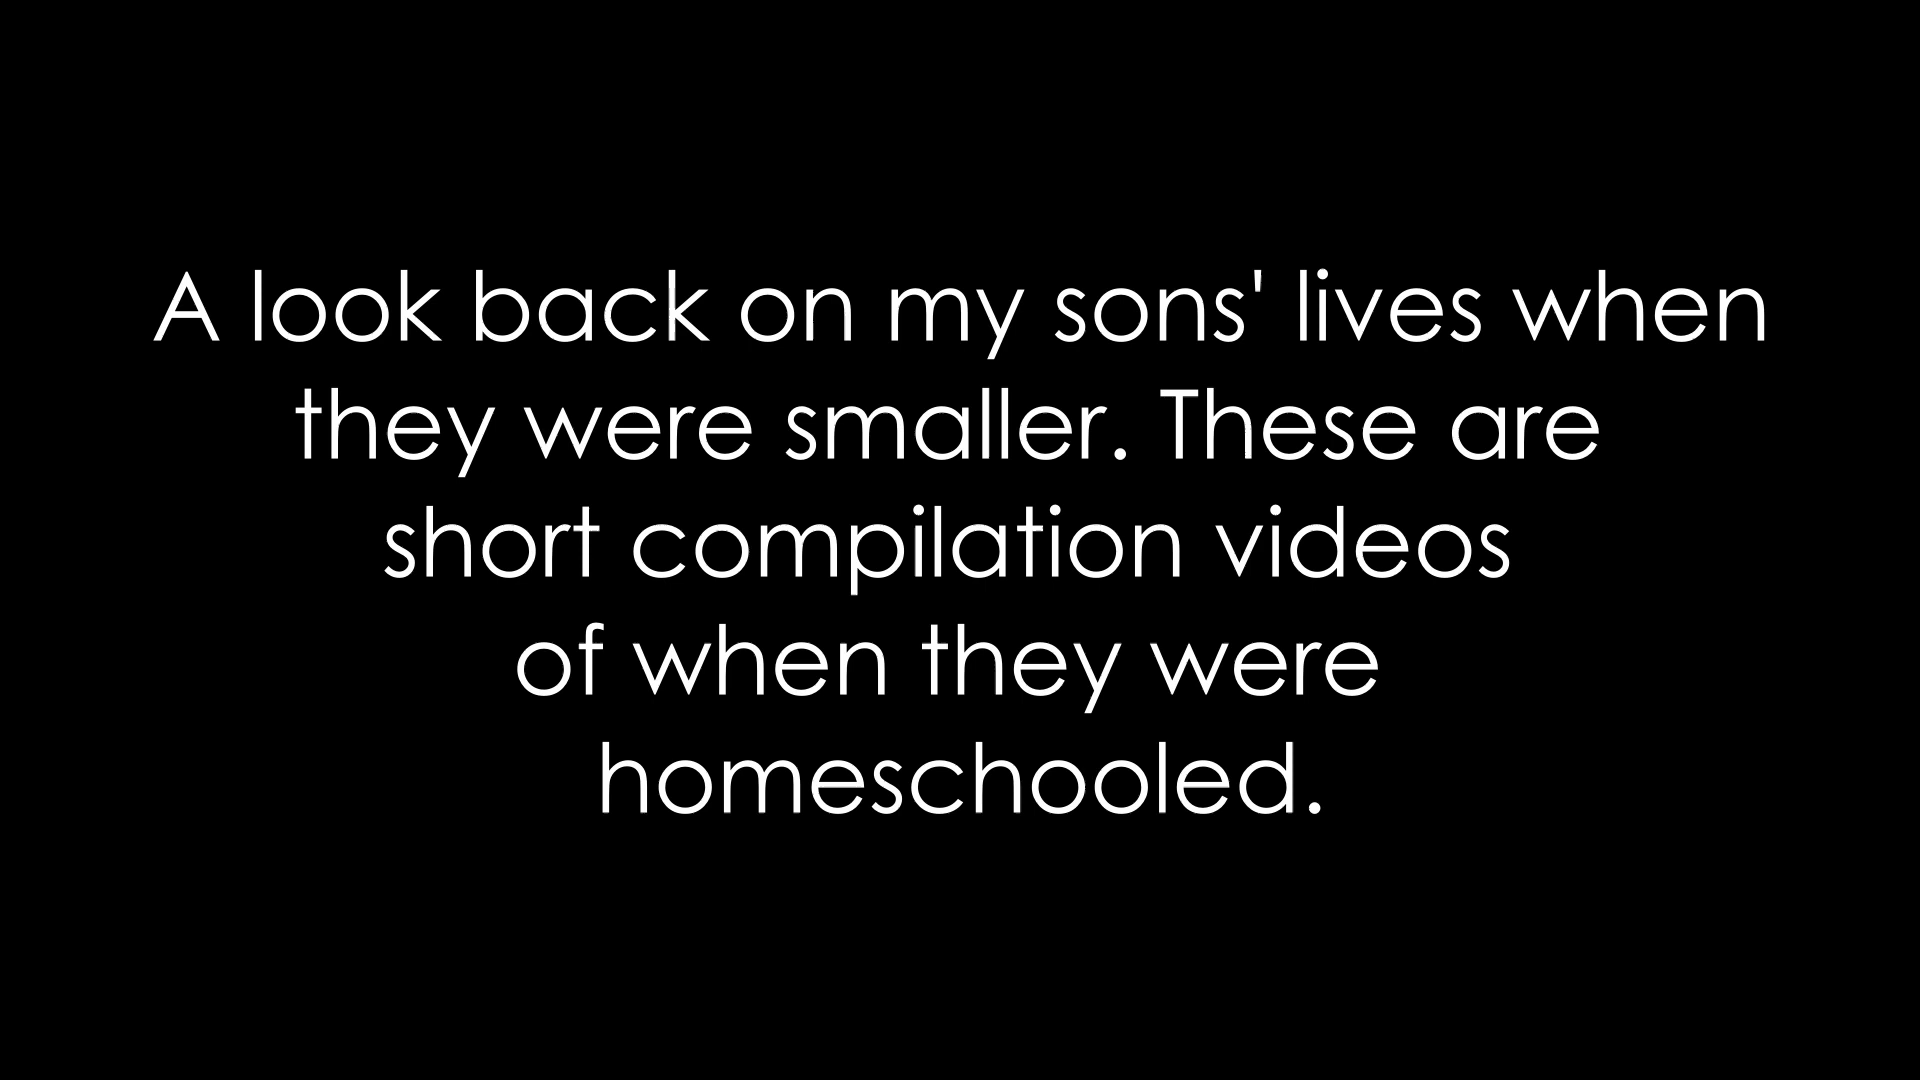 A look back on my sons' lives when
they were smaller. These are
short compilation videos
of when they were
homeschooled.